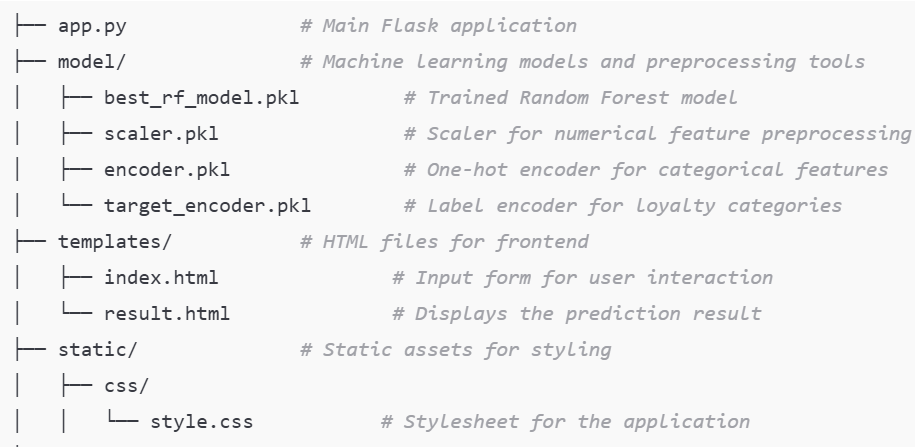 ├── app.py               # Main Flask application
├── model/               # Machine learning models and preprocessing tools
│   ├── best_rf_model.pkl         # Trained Random Forest model
│   ├── scaler.pkl                # Scaler for numerical feature preprocessing
│   ├── encoder.pkl               # One-hot encoder for categorical features
│   └── target_encoder.pkl        # Label encoder for loyalty categories
├── templates/           # HTML files for frontend
│   ├── index.html               # Input form for user interaction
│   └── result.html              # Displays the prediction result
├── static/              # Static assets for styling
│   ├── css/
│   │   └── style.css           # Stylesheet for the application